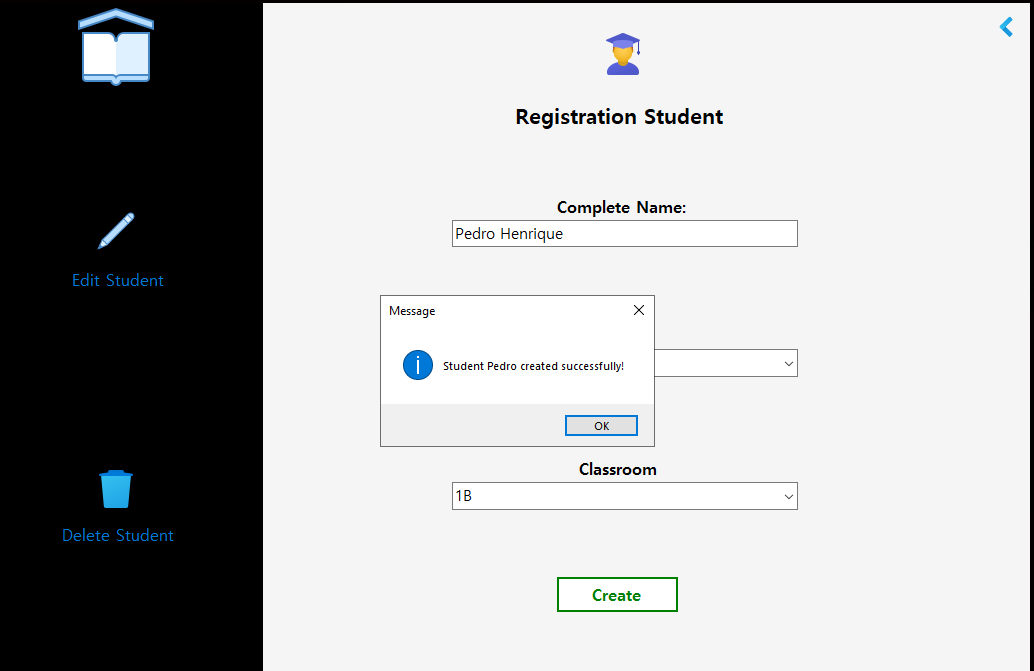 Registration Student
Complete Name:
Pedro Henrique
Edit Student
Message
Student Pedro created successfully!
OK
Classroom
1B
Delete Student
Create